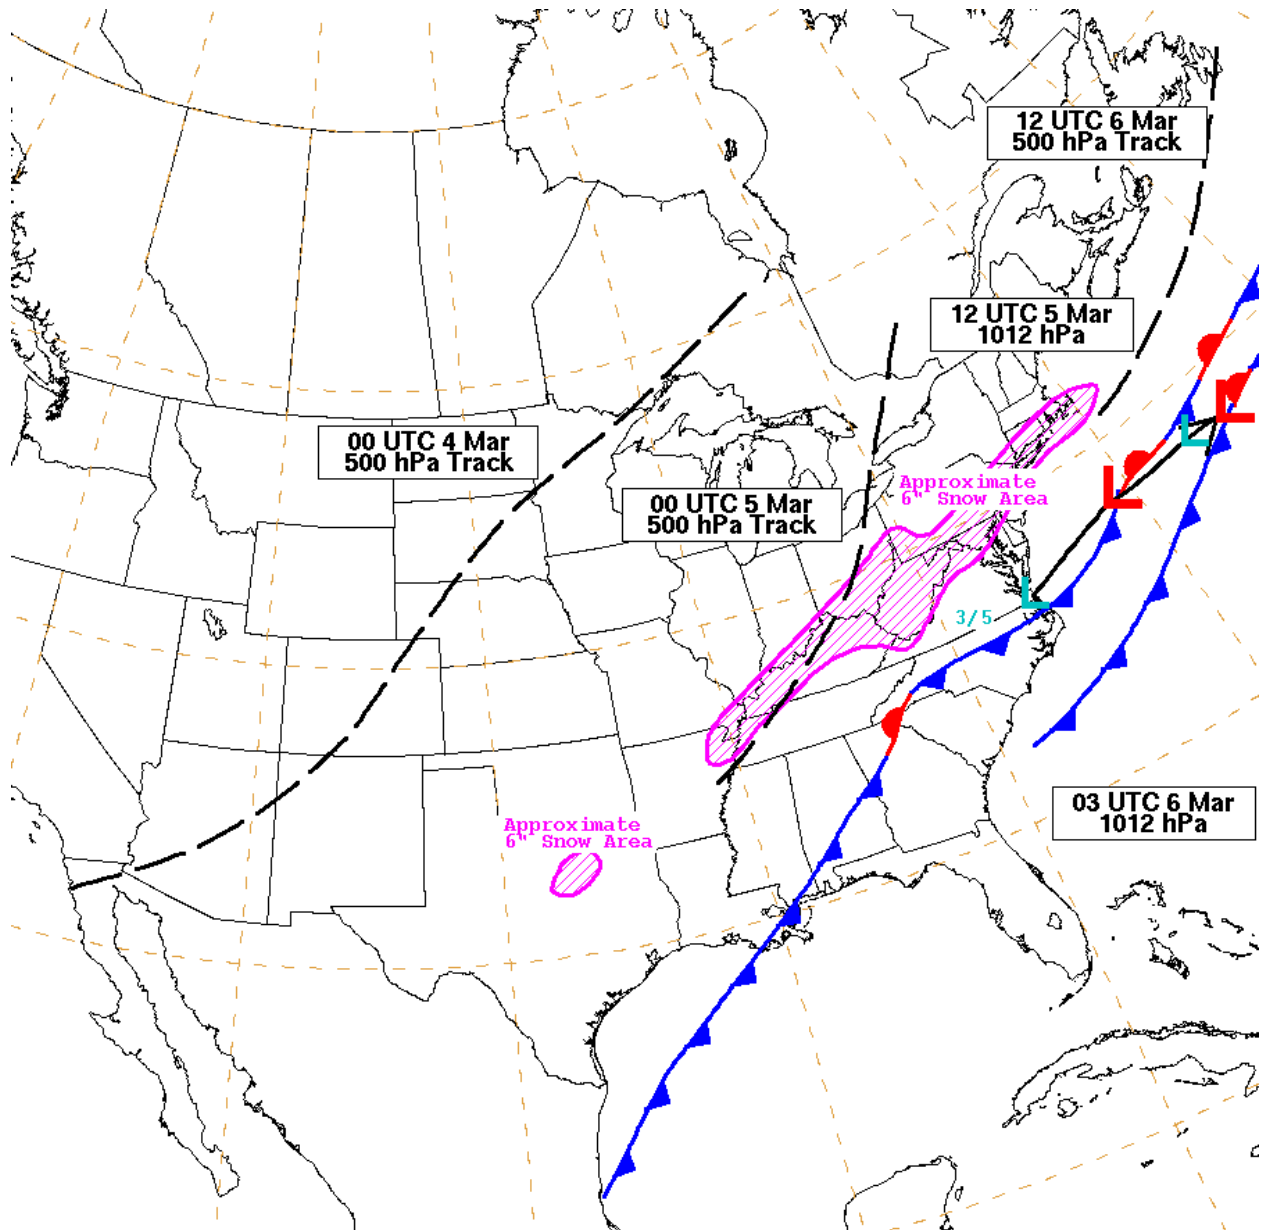 12 UTC 6 Mar
500 hPa Track
12 UTC 5 Mar
1012 hPa
00 UTC 4 Mar
500 hPa Track
00 UTC 5 Mar
500 hPa Track
Approximate
6" Snow Area
3/5
03 UTC 6 Mar
1012 hPa
Approximate
6" Snow Area
L
L
L
L